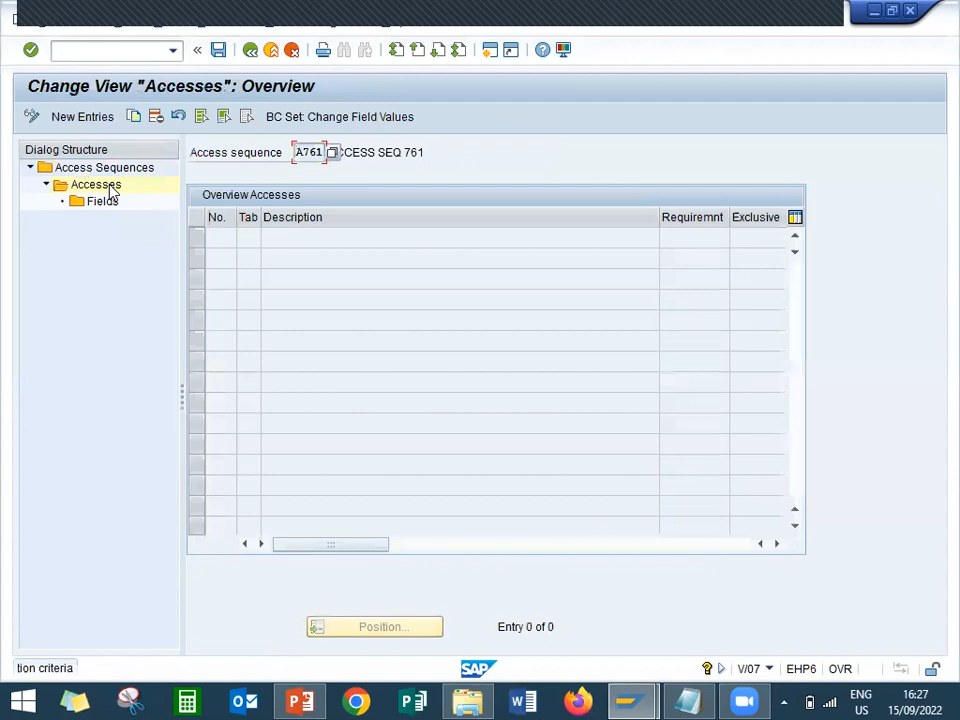 Change View "Accesses": Overview
New Entries
BC Set: Change Field Values
Dialog Structure
Access Sequences
Accesses
Fields
Access sequence A761 CCESS SEQ 761
Overview Accesses
No. Tab Description Requiremnt Exclusive
Position...
Entry 0 of 0
tion criteria
SAP
V/07 EHP6 OVR
ENG
US
16:27
15/09/2022